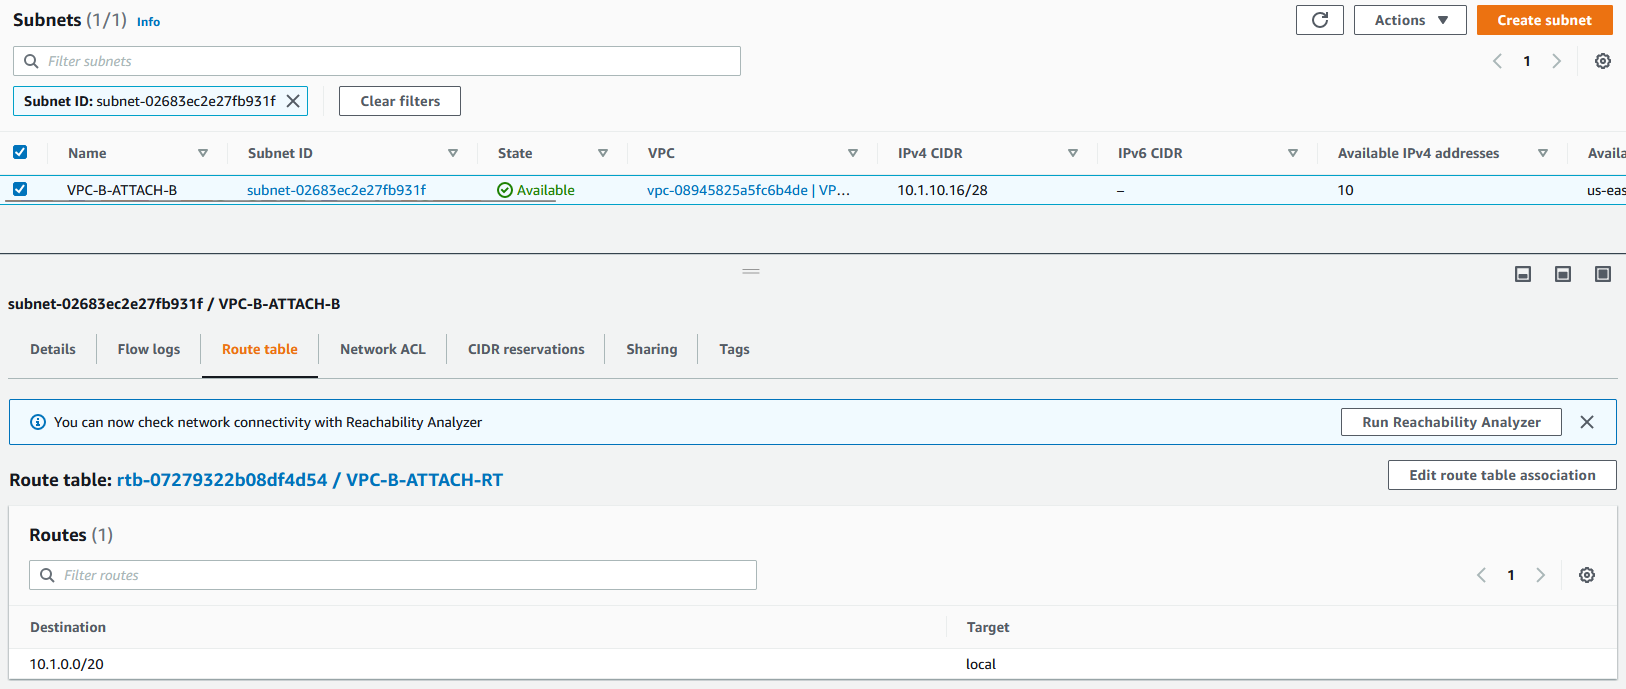 Subnets (1/1) Info
Actions ▼
Create subnet
Filter subnets
1
Subnet ID: subnet-02683ec2e27fb931f
Clear filters
Name Subnet ID State VPC IPv4 CIDR IPv6 CIDR Available IPv4 addresses Availa
VPC-B-ATTACH-B subnet-02683ec2e27fb931f Available vpc-08945825a5fc6b4de | VP… 10.1.10.16/28 – 10 us-eas
subnet-02683ec2e27fb931f / VPC-B-ATTACH-B
Details Flow logs Route table Network ACL CIDR reservations Sharing Tags
You can now check network connectivity with Reachability Analyzer Run Reachability Analyzer
Route table: rtb-07279322b08df4d54 / VPC-B-ATTACH-RT Edit route table association
Routes (1)
Filter routes 1
Destination Target
10.1.0.0/20 local